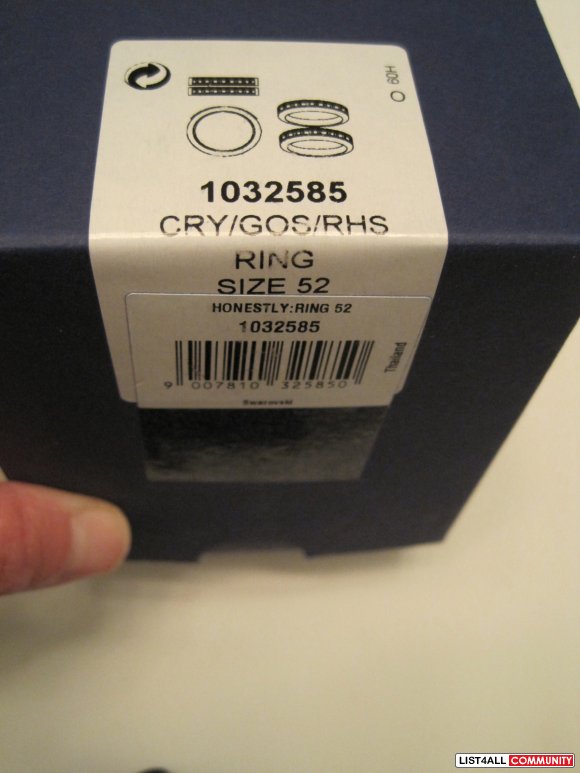 60H
1032585
CRY/GOS/RHS
RING
SIZE 52
HONESTLY:RING 52
1032585
9 007810 325850
Thailand
Swarovski
LIST4ALL COMMUNITY